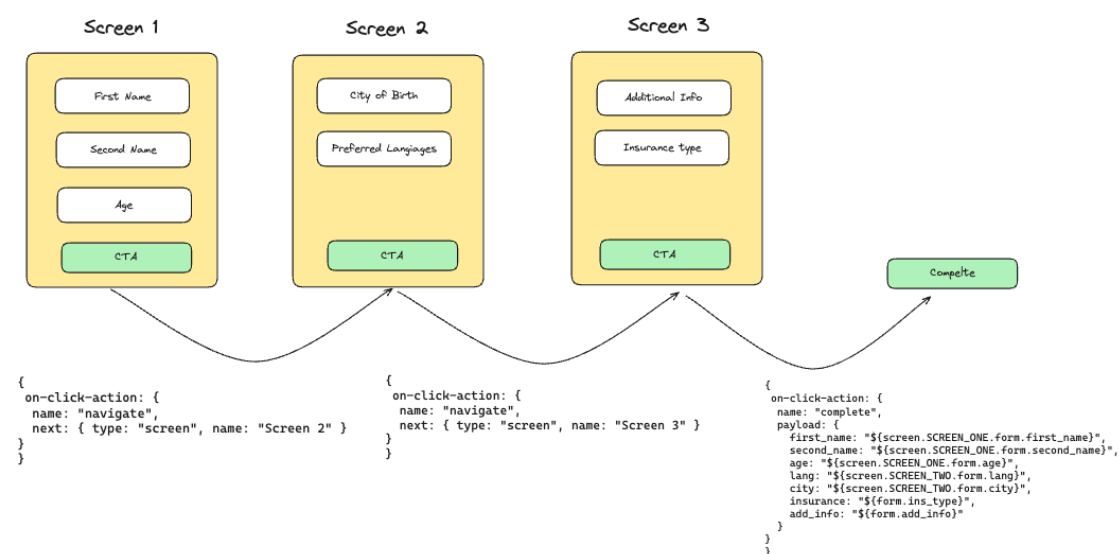 Screen 1
First Name
Second Name
Age
CTA
{
on-click-action: {
name: "navigate",
next: { type: "screen", name: "Screen 2" }
}
}
Screen 2
City of Birth
Preferred Langiages
CTA
{
on-click-action: {
name: "navigate",
next: { type: "screen", name: "Screen 3" }
}
}
Screen 3
Additional Info
Insurance type
CTA
Compelte
{
on-click-action: {
name: "complete",
payload: {
first_name: "${screen.SCREEN_ONE.form.first_name}",
second_name: "${screen.SCREEN_ONE.form.second_name}",
age: "${screen.SCREEN_ONE.form.age}",
lang: "${screen.SCREEN_TWO.form.lang}",
city: "${screen.SCREEN_TWO.form.city}",
insurance: "${form.ins_type}",
add_info: "${form.add_info}"
}
}
}